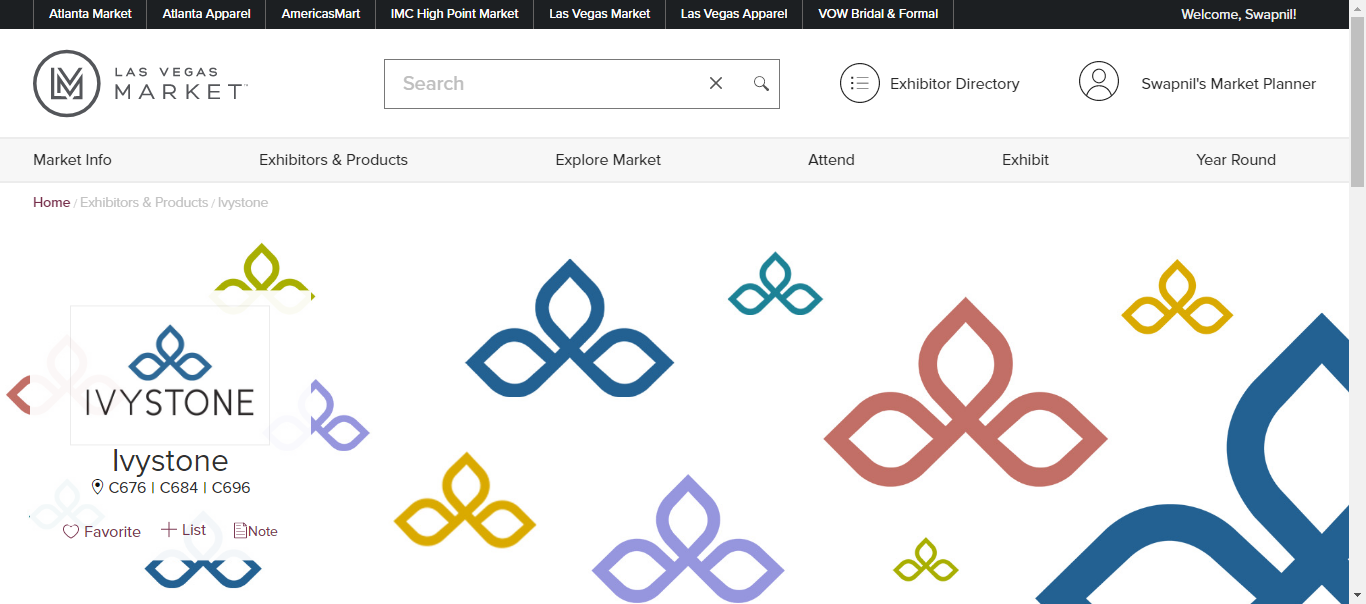 Atlanta Market Atlanta Apparel AmericasMart IMC High Point Market Las Vegas Market Las Vegas Apparel VOW Bridal & Formal Welcome, Swapnil!
LAS VEGAS
MARKET
Search
Exhibitor Directory
Swapnil's Market Planner
Market Info Exhibitors & Products Explore Market Attend Exhibit Year Round
Home / Exhibitors & Products / Ivystone
IVYSTONE
Ivystone
C676 | C684 | C696
Favorite List Note